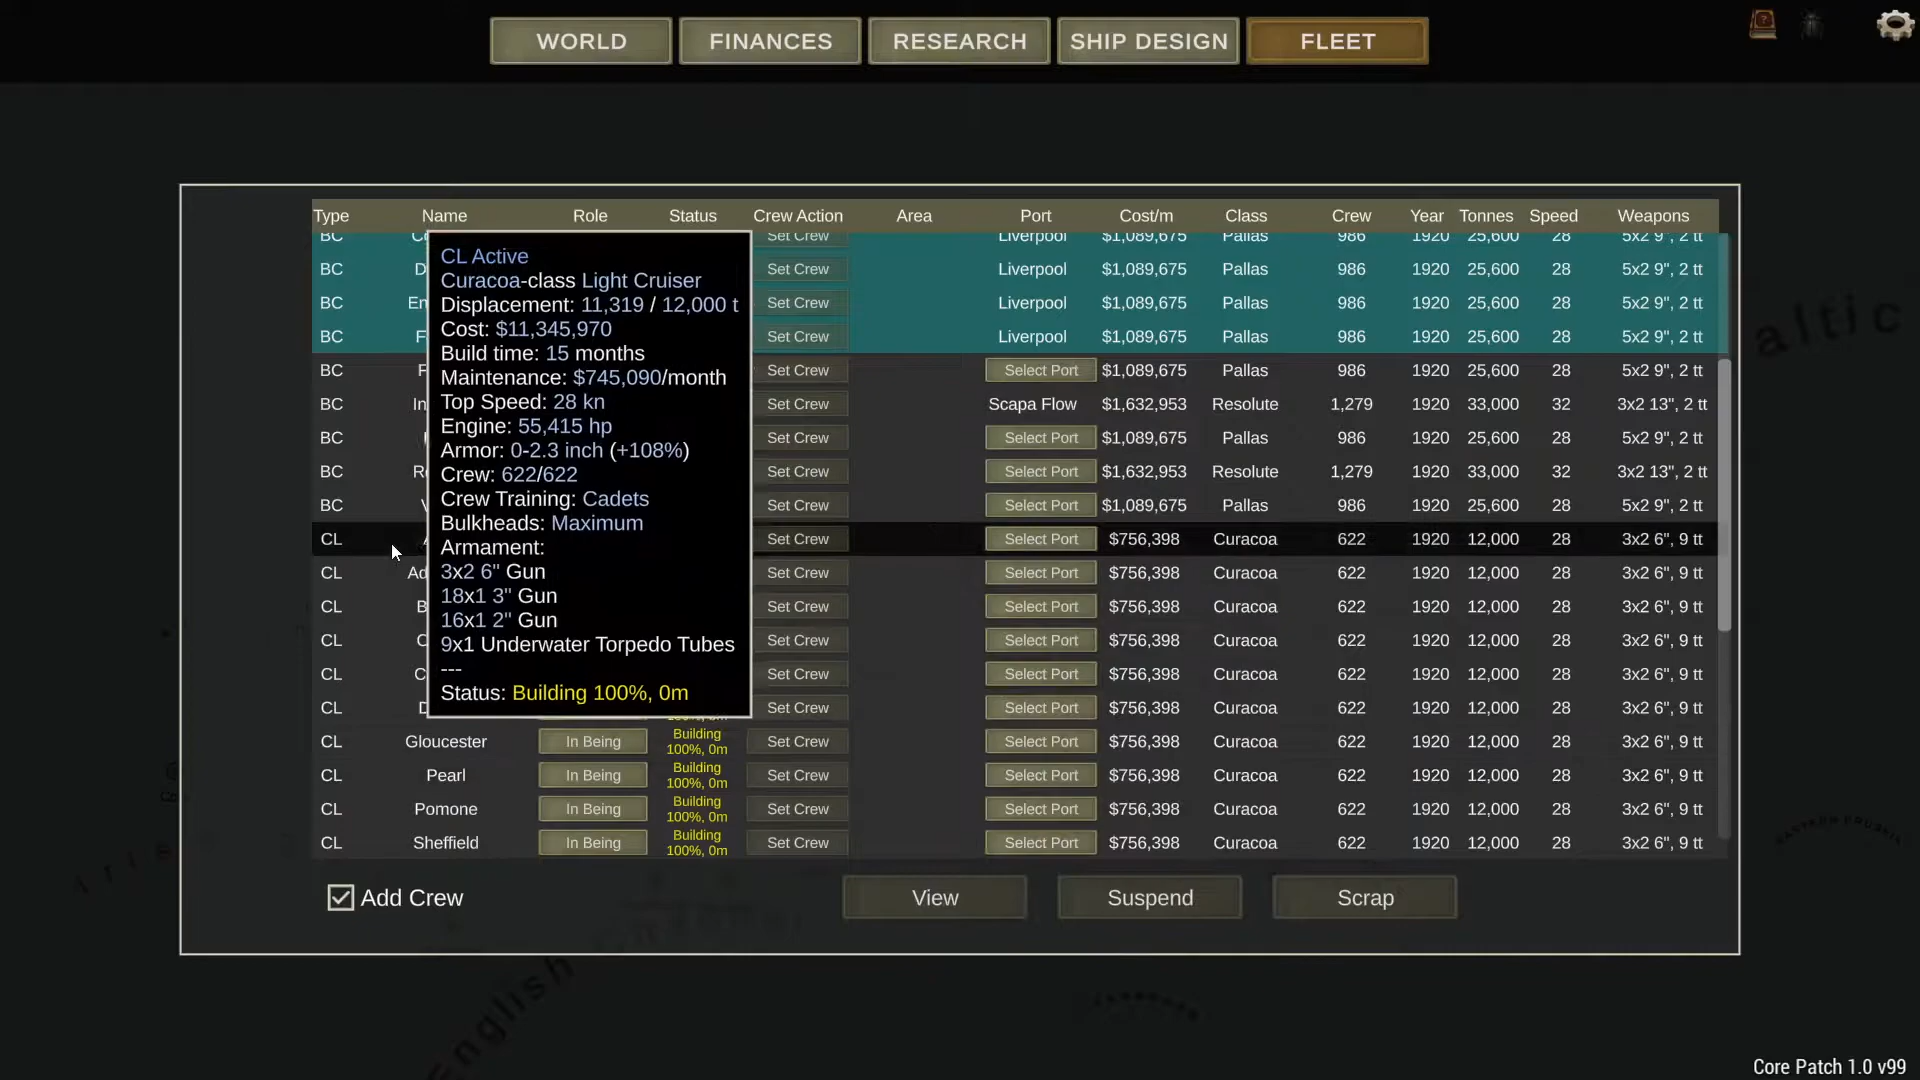 WORLD FINANCES RESEARCH SHIP DESIGN FLEET
Type Name Role Status Crew Action Area Port Cost/m Class Crew Year Tonnes Speed Weapons
BC Set Crew Liverpool $1,089,675 Pallas 986 1920 25,600 28 5x2 9", 2 tt
BC Set Crew Liverpool $1,089,675 Pallas 986 1920 25,600 28 5x2 9", 2 tt
BC Set Crew Liverpool $1,089,675 Pallas 986 1920 25,600 28 5x2 9", 2 tt
BC Set Crew Liverpool $1,089,675 Pallas 986 1920 25,600 28 5x2 9", 2 tt
BC Set Crew Select Port $1,089,675 Pallas 986 1920 25,600 28 5x2 9", 2 tt
BC Set Crew Scapa Flow $1,632,953 Resolute 1,279 1920 33,000 32 3x2 13", 2 tt
BC Set Crew Select Port $1,089,675 Pallas 986 1920 25,600 28 5x2 9", 2 tt
BC Set Crew Select Port $1,632,953 Resolute 1,279 1920 33,000 32 3x2 13", 2 tt
BC Set Crew Select Port $1,089,675 Pallas 986 1920 25,600 28 5x2 9", 2 tt
CL Set Crew Select Port $756,398 Curacoa 622 1920 12,000 28 3x2 6", 9 tt
CL Set Crew Select Port $756,398 Curacoa 622 1920 12,000 28 3x2 6", 9 tt
CL Set Crew Select Port $756,398 Curacoa 622 1920 12,000 28 3x2 6", 9 tt
CL Set Crew Select Port $756,398 Curacoa 622 1920 12,000 28 3x2 6", 9 tt
CL Set Crew Select Port $756,398 Curacoa 622 1920 12,000 28 3x2 6", 9 tt
CL Set Crew Select Port $756,398 Curacoa 622 1920 12,000 28 3x2 6", 9 tt
CL Gloucester In Being Building 100%, 0m Set Crew Select Port $756,398 Curacoa 622 1920 12,000 28 3x2 6", 9 tt
CL Pearl In Being Building 100%, 0m Set Crew Select Port $756,398 Curacoa 622 1920 12,000 28 3x2 6", 9 tt
CL Pomone In Being Building 100%, 0m Set Crew Select Port $756,398 Curacoa 622 1920 12,000 28 3x2 6", 9 tt
CL Sheffield In Being Building 100%, 0m Set Crew Select Port $756,398 Curacoa 622 1920 12,000 28 3x2 6", 9 tt
CL Active
Curacoa-class Light Cruiser
Displacement: 11,319 / 12,000 t
Cost: $11,345,970
Build time: 15 months
Maintenance: $745,090/month
Top Speed: 28 kn
Engine: 55,415 hp
Armor: 0-2.3 inch (+108%)
Crew: 622/622
Crew Training: Cadets
Bulkheads: Maximum
Armament:
3x2 6" Gun
18x1 3" Gun
16x1 2" Gun
9x1 Underwater Torpedo Tubes
---
Status: Building 100%, 0m
Add Crew View Suspend Scrap
English
altic
Core Patch 1.0 v99